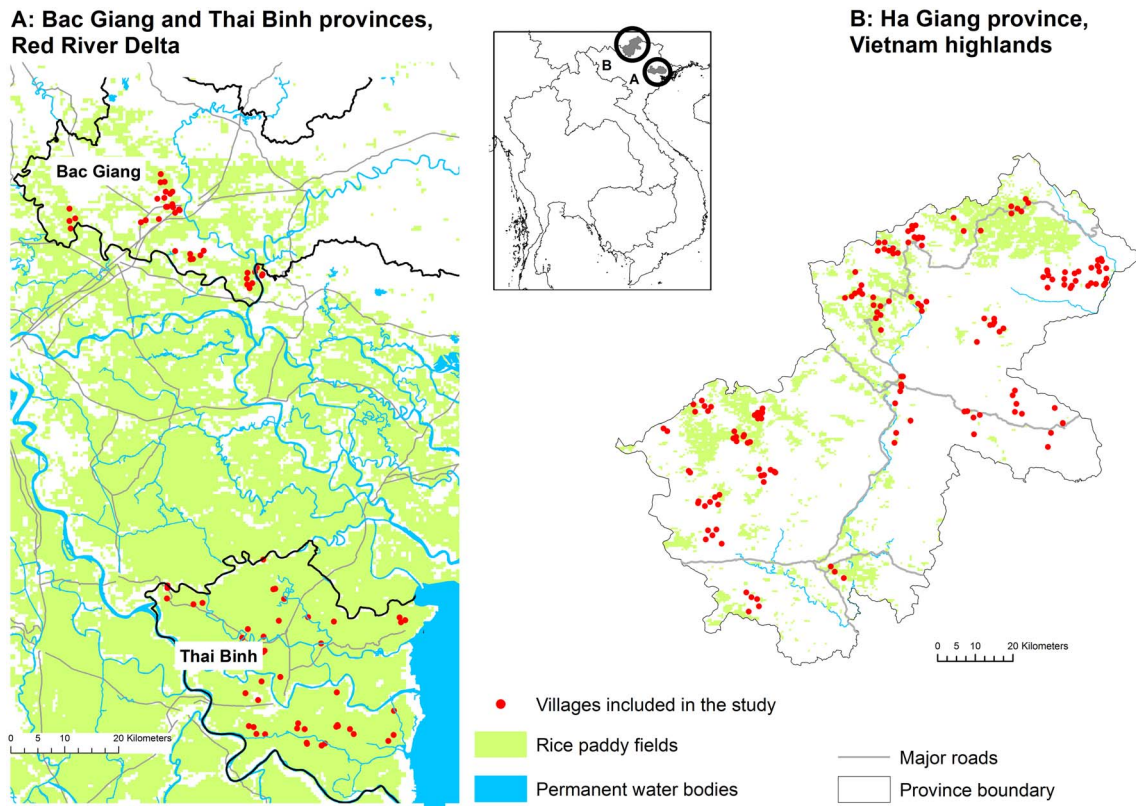 A: Bac Giang and Thai Binh provinces,
Red River Delta
B: Ha Giang province,
Vietnam highlands
B
A
Bac Giang
Thai Binh
0 5 10 20 Kilometers
0 5 10 20 Kilometers
Villages included in the study
Rice paddy fields
Permanent water bodies
Major roads
Province boundary